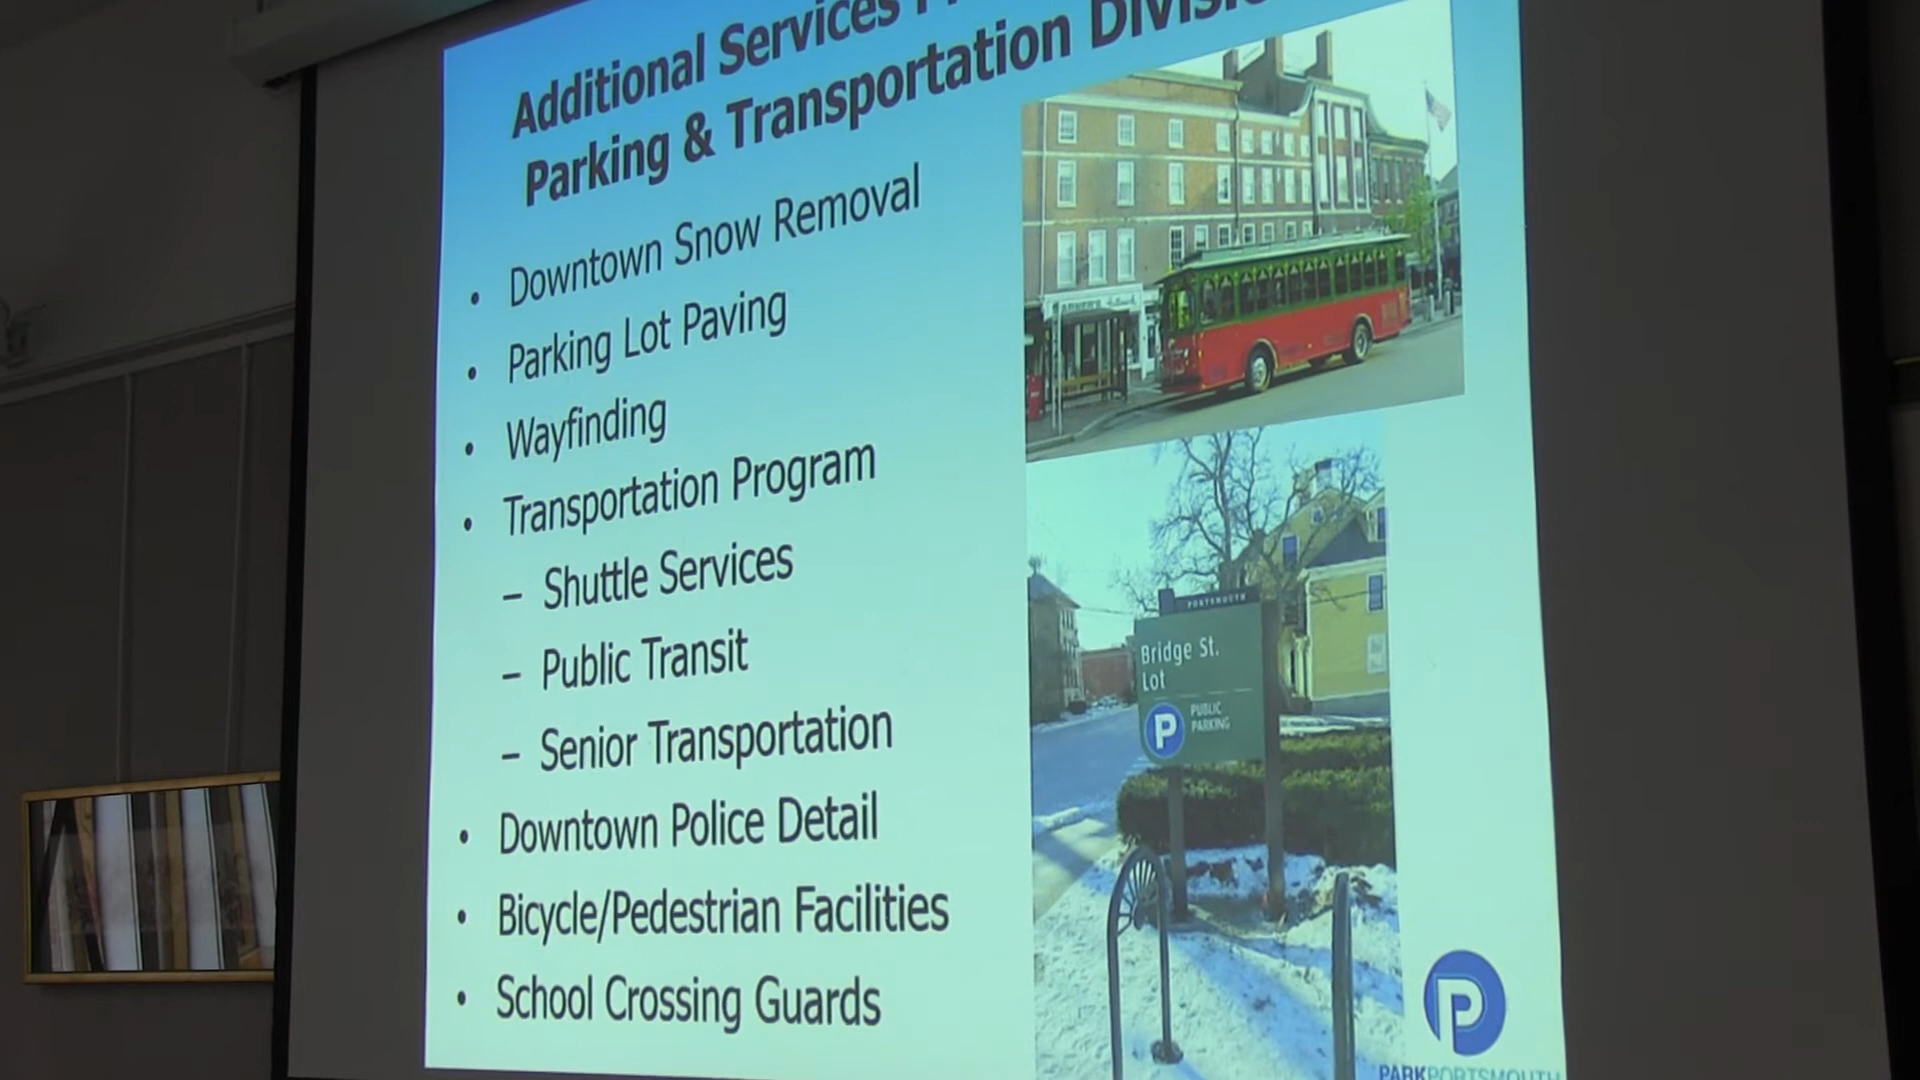 Additional Services
Parking & Transportation
• Downtown Snow Removal
• Parking Lot Paving
• Wayfinding
• Transportation Program
– Shuttle Services
– Public Transit
– Senior Transportation
• Downtown Police Detail
• Bicycle/Pedestrian Facilities
• School Crossing Guards
PORTSMOUTH
Bridge St.
Lot
P PUBLIC
PARKING
P
PARKPORTSMOUTH